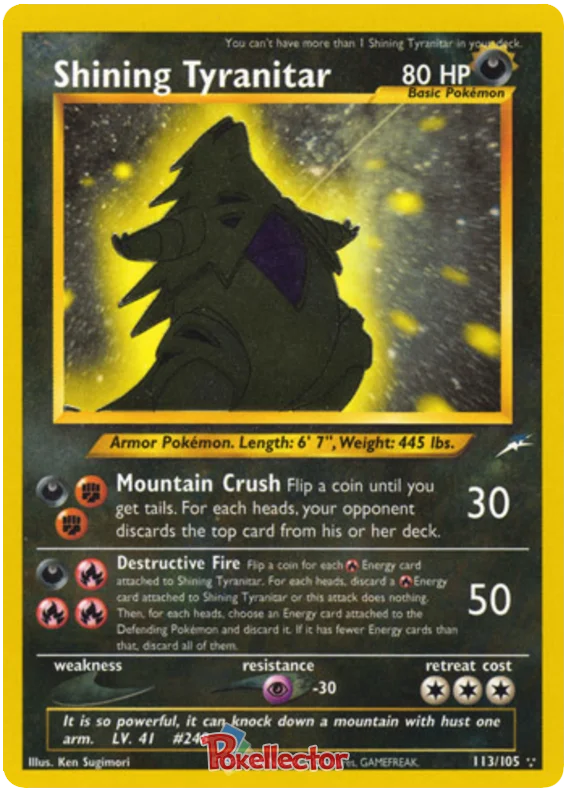 You can't have more than 1 Shining Tyranitar in your deck.
Shining Tyranitar 80 HP
Basic Pokémon
Armor Pokémon. Length: 6' 7", Weight: 445 lbs.
Mountain Crush Flip a coin until you
get tails. For each heads, your opponent
discards the top card from his or her deck.
30
Destructive Fire Flip a coin for each Energy card
attached to Shining Tyranitar. For each heads, discard a Energy
card attached to Shining Tyranitar or this attack does nothing.
Then, for each heads, choose an Energy card attached to the
Defending Pokémon and discard it. If it has fewer Energy cards than
that, discard all of them.
50
weakness resistance retreat cost
-30
It is so powerful, it can knock down a mountain with hust one
arm. LV. 41 #24
Pokellector
Illus. Ken Sugimori GAMEFREAK. 113/105